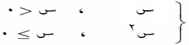 س ، س < ٠
س٢ ، س ≥ ٠